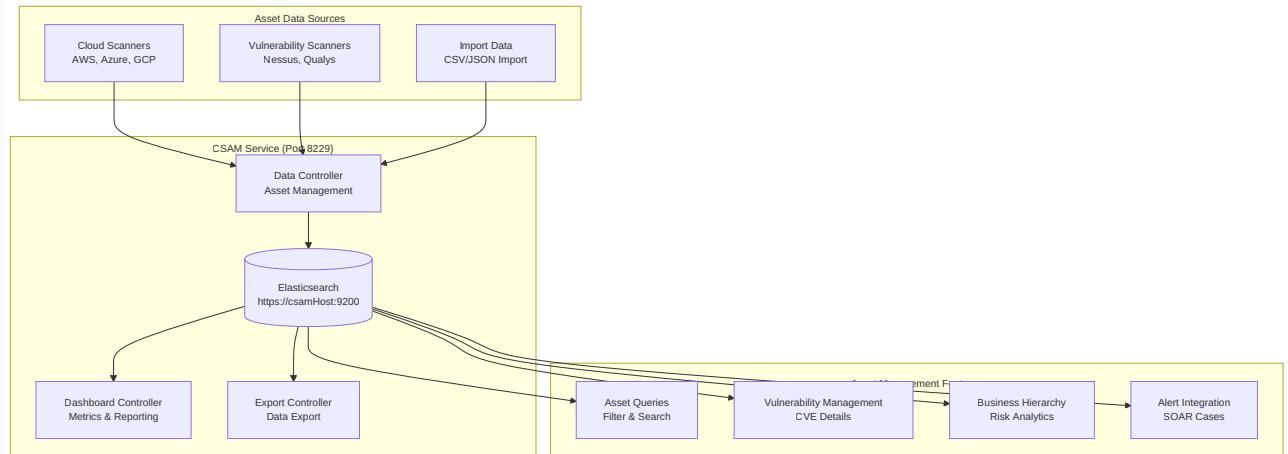 Asset Data Sources
Cloud Scanners
AWS, Azure, GCP
Vulnerability Scanners
Nessus, Qualys
Import Data
CSV/JSON Import
CSAM Service (Port 8229)
Data Controller
Asset Management
Elasticsearch
https://csamHost:9200
Dashboard Controller
Metrics & Reporting
Export Controller
Data Export
Asset Queries
Filter & Search
Vulnerability Management
CVE Details
Business Hierarchy
Risk Analytics
Alert Integration
SOAR Cases